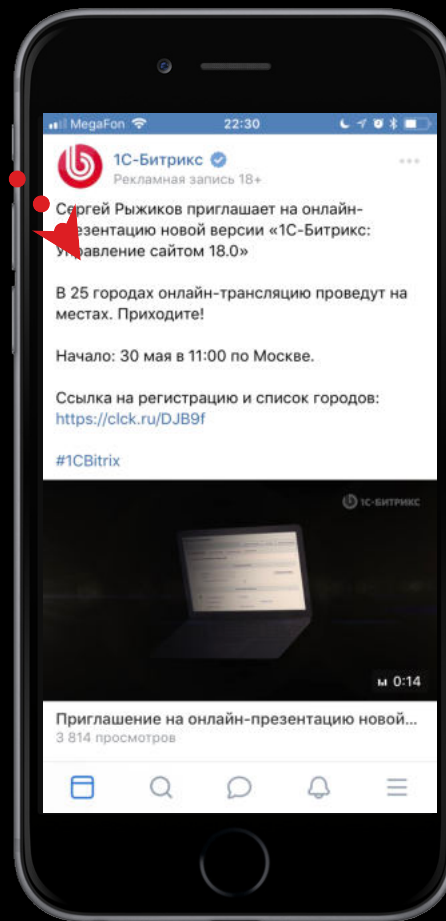 MegaFon
22:30
1С-Битрикс
Рекламная запись 18+
Сергей Рыжиков приглашает на онлайн-
презентацию новой версии «1С-Битрикс:
Управление сайтом 18.0»
В 25 городах онлайн-трансляцию проведут на
местах. Приходите!
Начало: 30 мая в 11:00 по Москве.
Ссылка на регистрацию и список городов:
https://clck.ru/DJB9f
#1CBitrix
1С-БИТРИКС
0:14
Приглашение на онлайн-презентацию новой...
3 814 просмотров